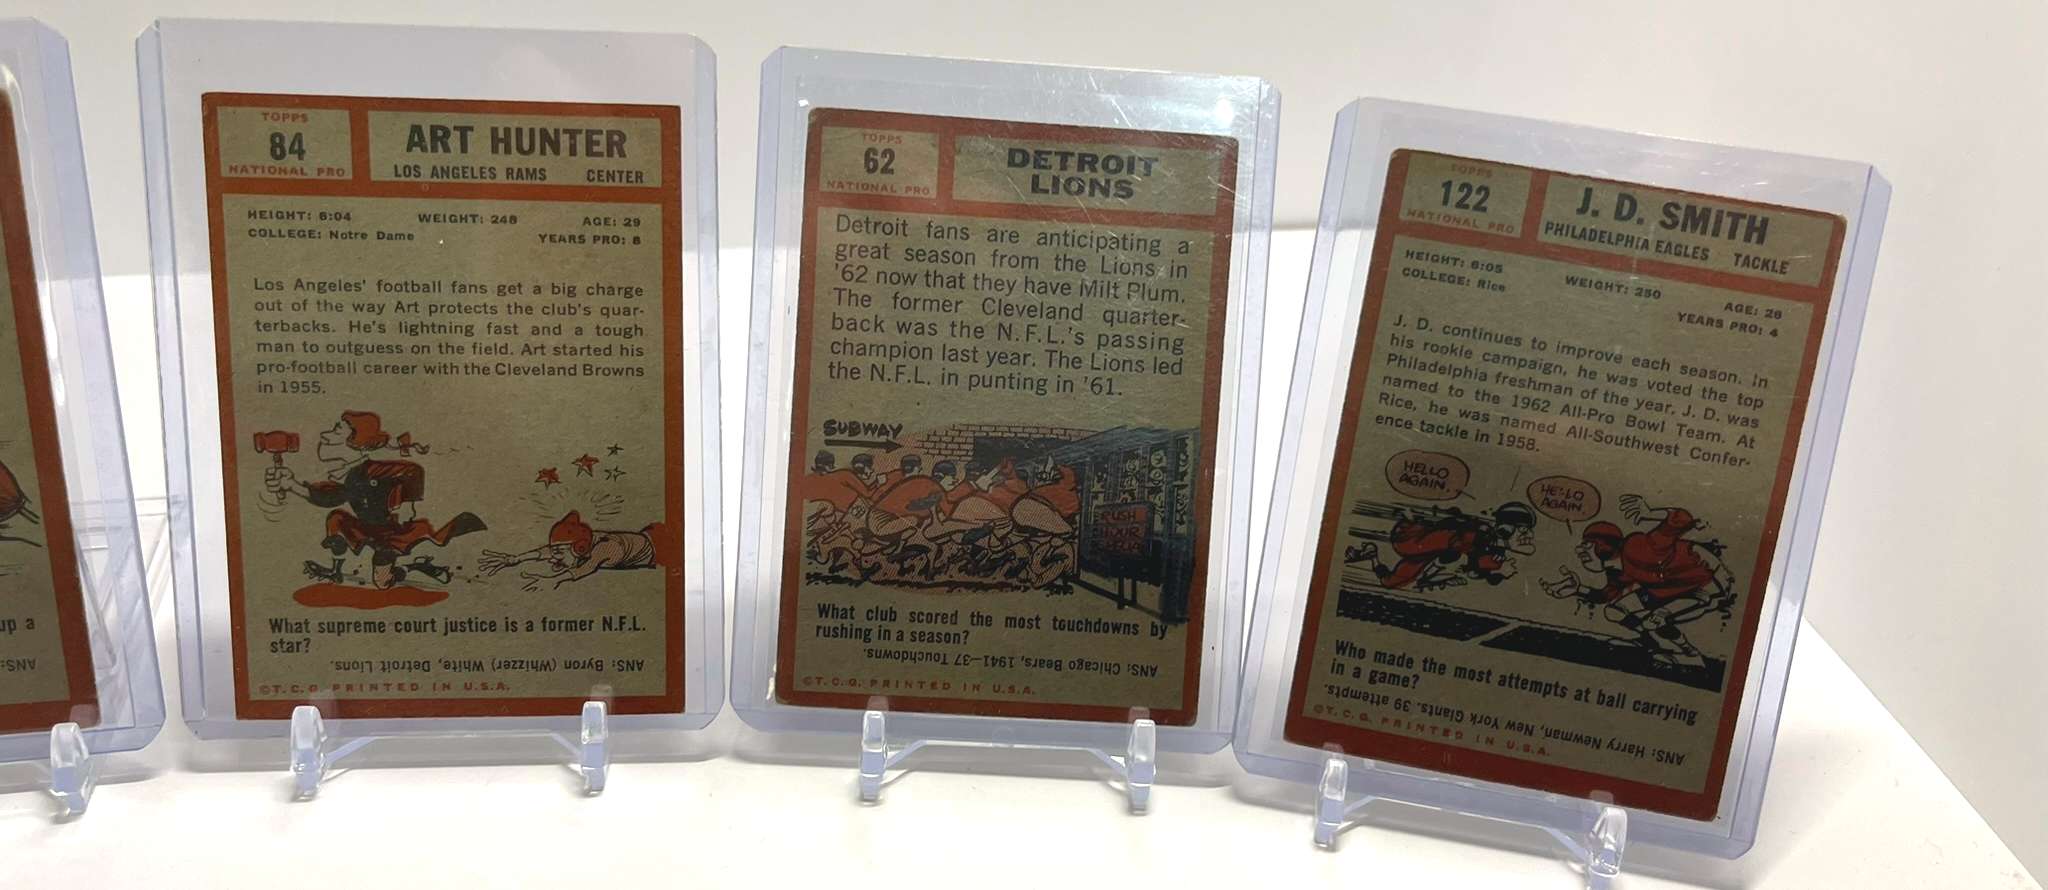 up a
ANS:
TOPPS
84
NATIONAL PRO
ART HUNTER
LOS ANGELES RAMS CENTER
HEIGHT: 6:04 WEIGHT: 248 AGE: 29
COLLEGE: Notre Dame YEARS PRO: 8
Los Angeles' football fans get a big charge
out of the way Art protects the club's quar-
terbacks. He's lightning fast and a tough
man to outguess on the field. Art started his
pro-football career with the Cleveland Browns
in 1955.
What supreme court justice is a former N.F.L.
star?
ANS: Byron (Whizzer) White, Detroit Lions.
©T.C.G. PRINTED IN U.S.A.
TOPPS
62
NATIONAL PRO
DETROIT
LIONS
Detroit fans are anticipating a
great season from the Lions in
'62 now that they have Milt Plum.
The former Cleveland quarter-
back was the N.F.L.'s passing
champion last year. The Lions led
the N.F.L. in punting in '61.
SUBWAY
RUSH
HOUR
What club scored the most touchdowns by
rushing in a season?
ANS: Chicago Bears, 1941—37 Touchdowns.
©T.C.G. PRINTED IN U.S.A.
TOPPS
122
NATIONAL PRO
J. D. SMITH
PHILADELPHIA EAGLES TACKLE
HEIGHT: 6:05 WEIGHT: 250 AGE: 26
COLLEGE: Rice YEARS PRO: 4
J. D. continues to improve each season. In
his rookie campaign, he was voted the top
Philadelphia freshman of the year. J. D. was
named to the 1962 All-Pro Bowl Team. At
Rice, he was named All-Southwest Confer-
ence tackle in 1958.
HELLO
AGAIN.
HELLO
AGAIN.
Who made the most attempts at ball carrying
in a game?
ANS: Harry Newman, New York Giants. 39 attempts.
©T.C.G. PRINTED IN U.S.A.